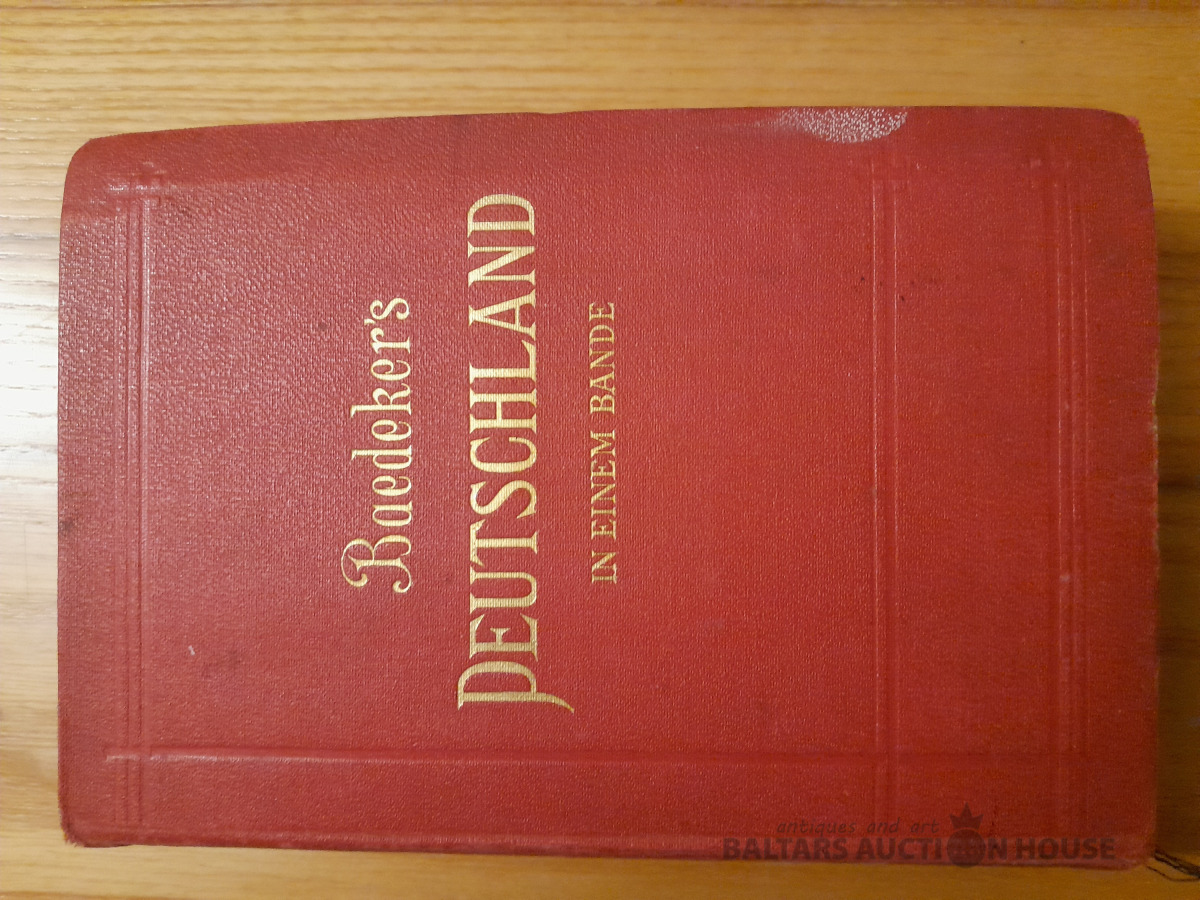 Baedeker's
DEUTSCHLAND
IN EINEM BANDE
antiques and art
BALTARS AUCTION HOUSE